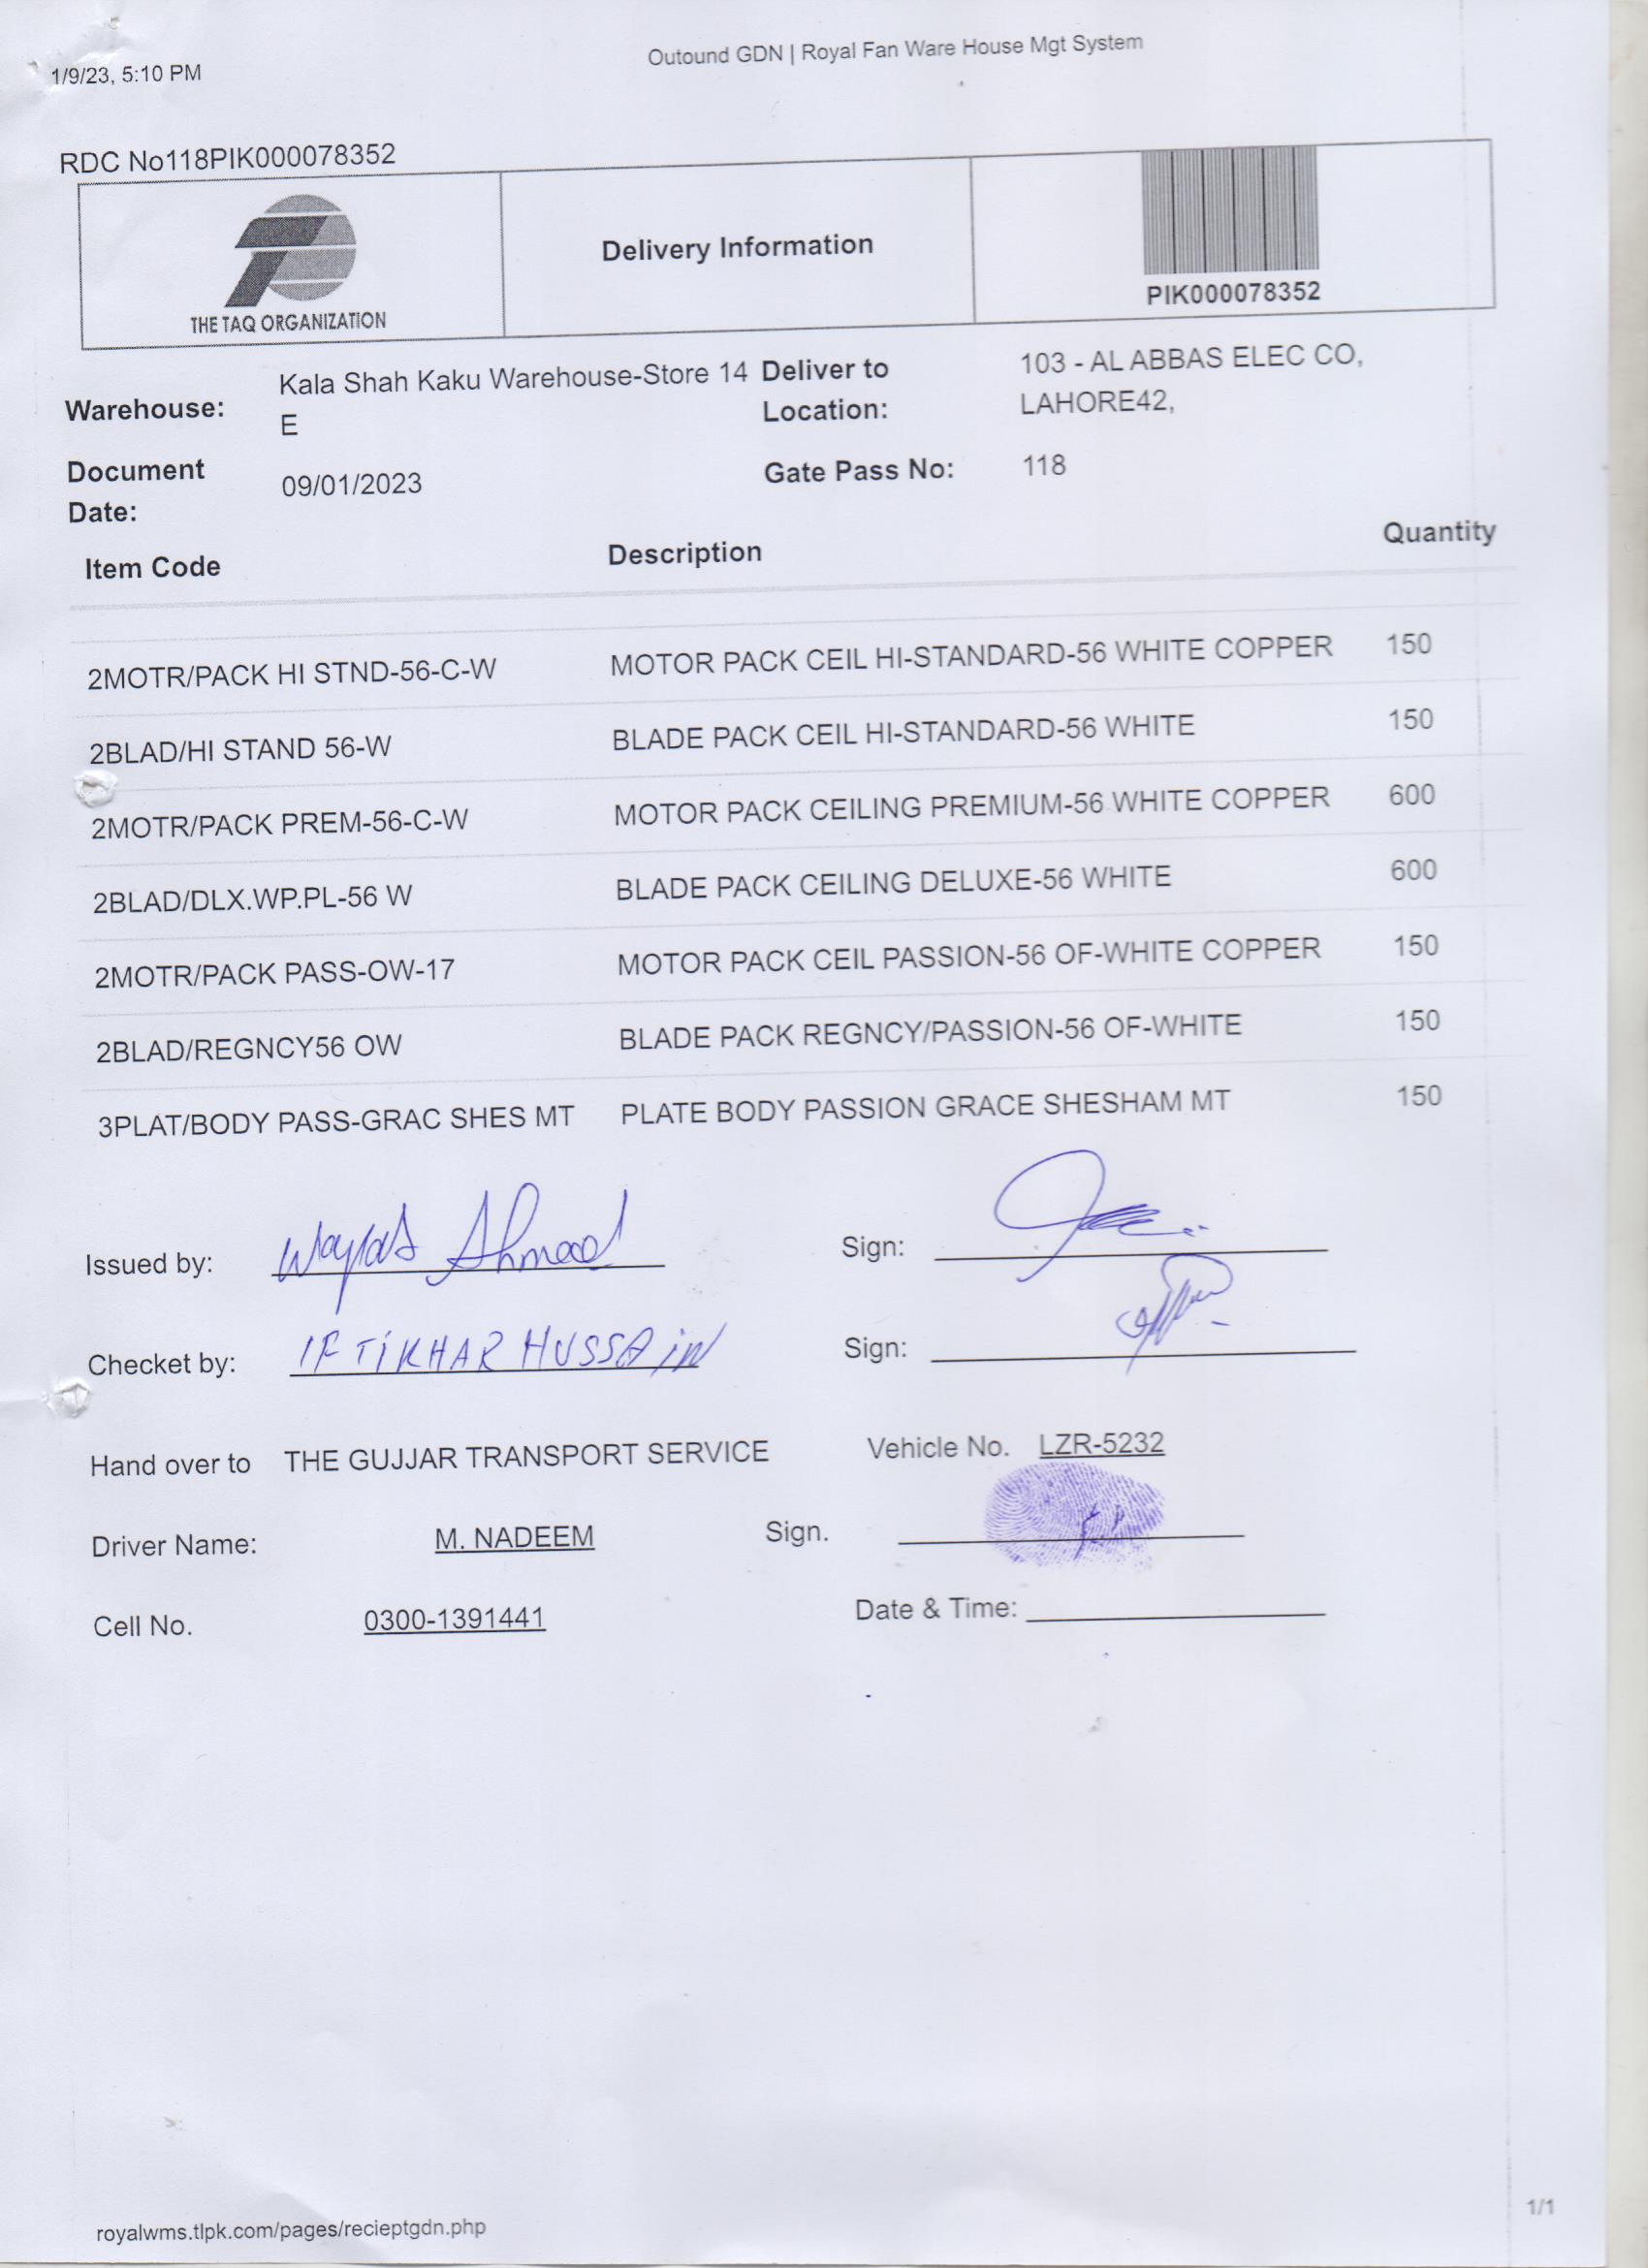 1/9/23, 5:10 PM
Outound GDN | Royal Fan Ware House Mgt System
RDC No118PIK000078352
THE TAQ ORGANIZATION
Delivery Information
PIK000078352
Warehouse: Kala Shah Kaku Warehouse-Store 14 E
Deliver to Location: 103 - AL ABBAS ELEC CO, LAHORE42,
Document Date: 09/01/2023
Gate Pass No: 118
Item Code Description Quantity
2MOTR/PACK HI STND-56-C-W MOTOR PACK CEIL HI-STANDARD-56 WHITE COPPER 150
2BLAD/HI STAND 56-W BLADE PACK CEIL HI-STANDARD-56 WHITE 150
2MOTR/PACK PREM-56-C-W MOTOR PACK CEILING PREMIUM-56 WHITE COPPER 600
2BLAD/DLX.WP.PL-56 W BLADE PACK CEILING DELUXE-56 WHITE 600
2MOTR/PACK PASS-OW-17 MOTOR PACK CEIL PASSION-56 OF-WHITE COPPER 150
2BLAD/REGNCY56 OW BLADE PACK REGNCY/PASSION-56 OF-WHITE 150
3PLAT/BODY PASS-GRAC SHES MT PLATE BODY PASSION GRACE SHESHAM MT 150
Issued by: Ahmad Sign:
Checket by: IFTIKHAR HUSSAIN Sign:
Hand over to THE GUJJAR TRANSPORT SERVICE Vehicle No. LZR-5232
Driver Name: M. NADEEM Sign.
Cell No. 0300-1391441 Date & Time:
royalwms.tlpk.com/pages/recieptgdn.php
1/1